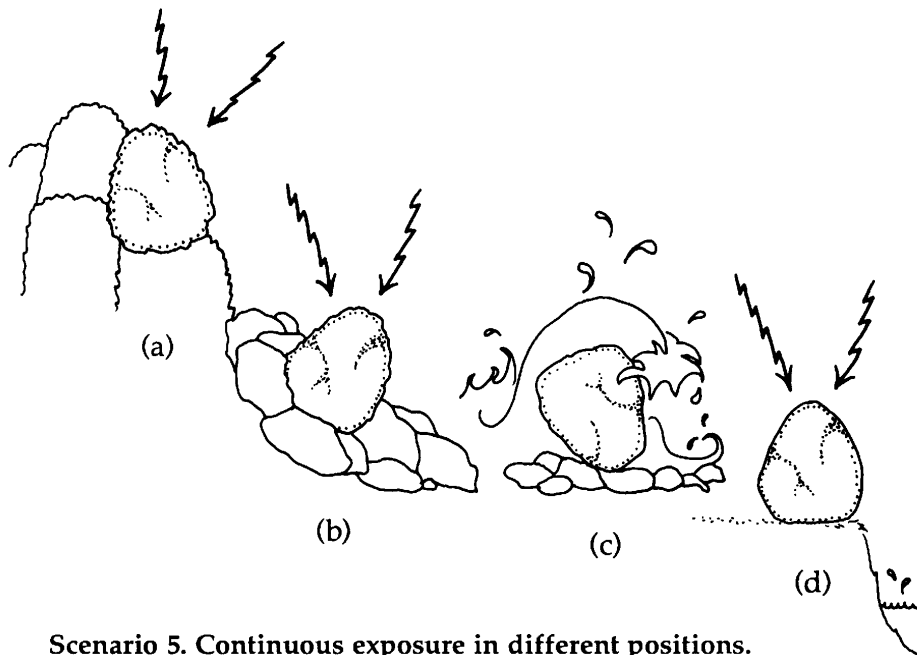 (a)
(b)
(c)
(d)
Scenario 5. Continuous exposure in different positions.